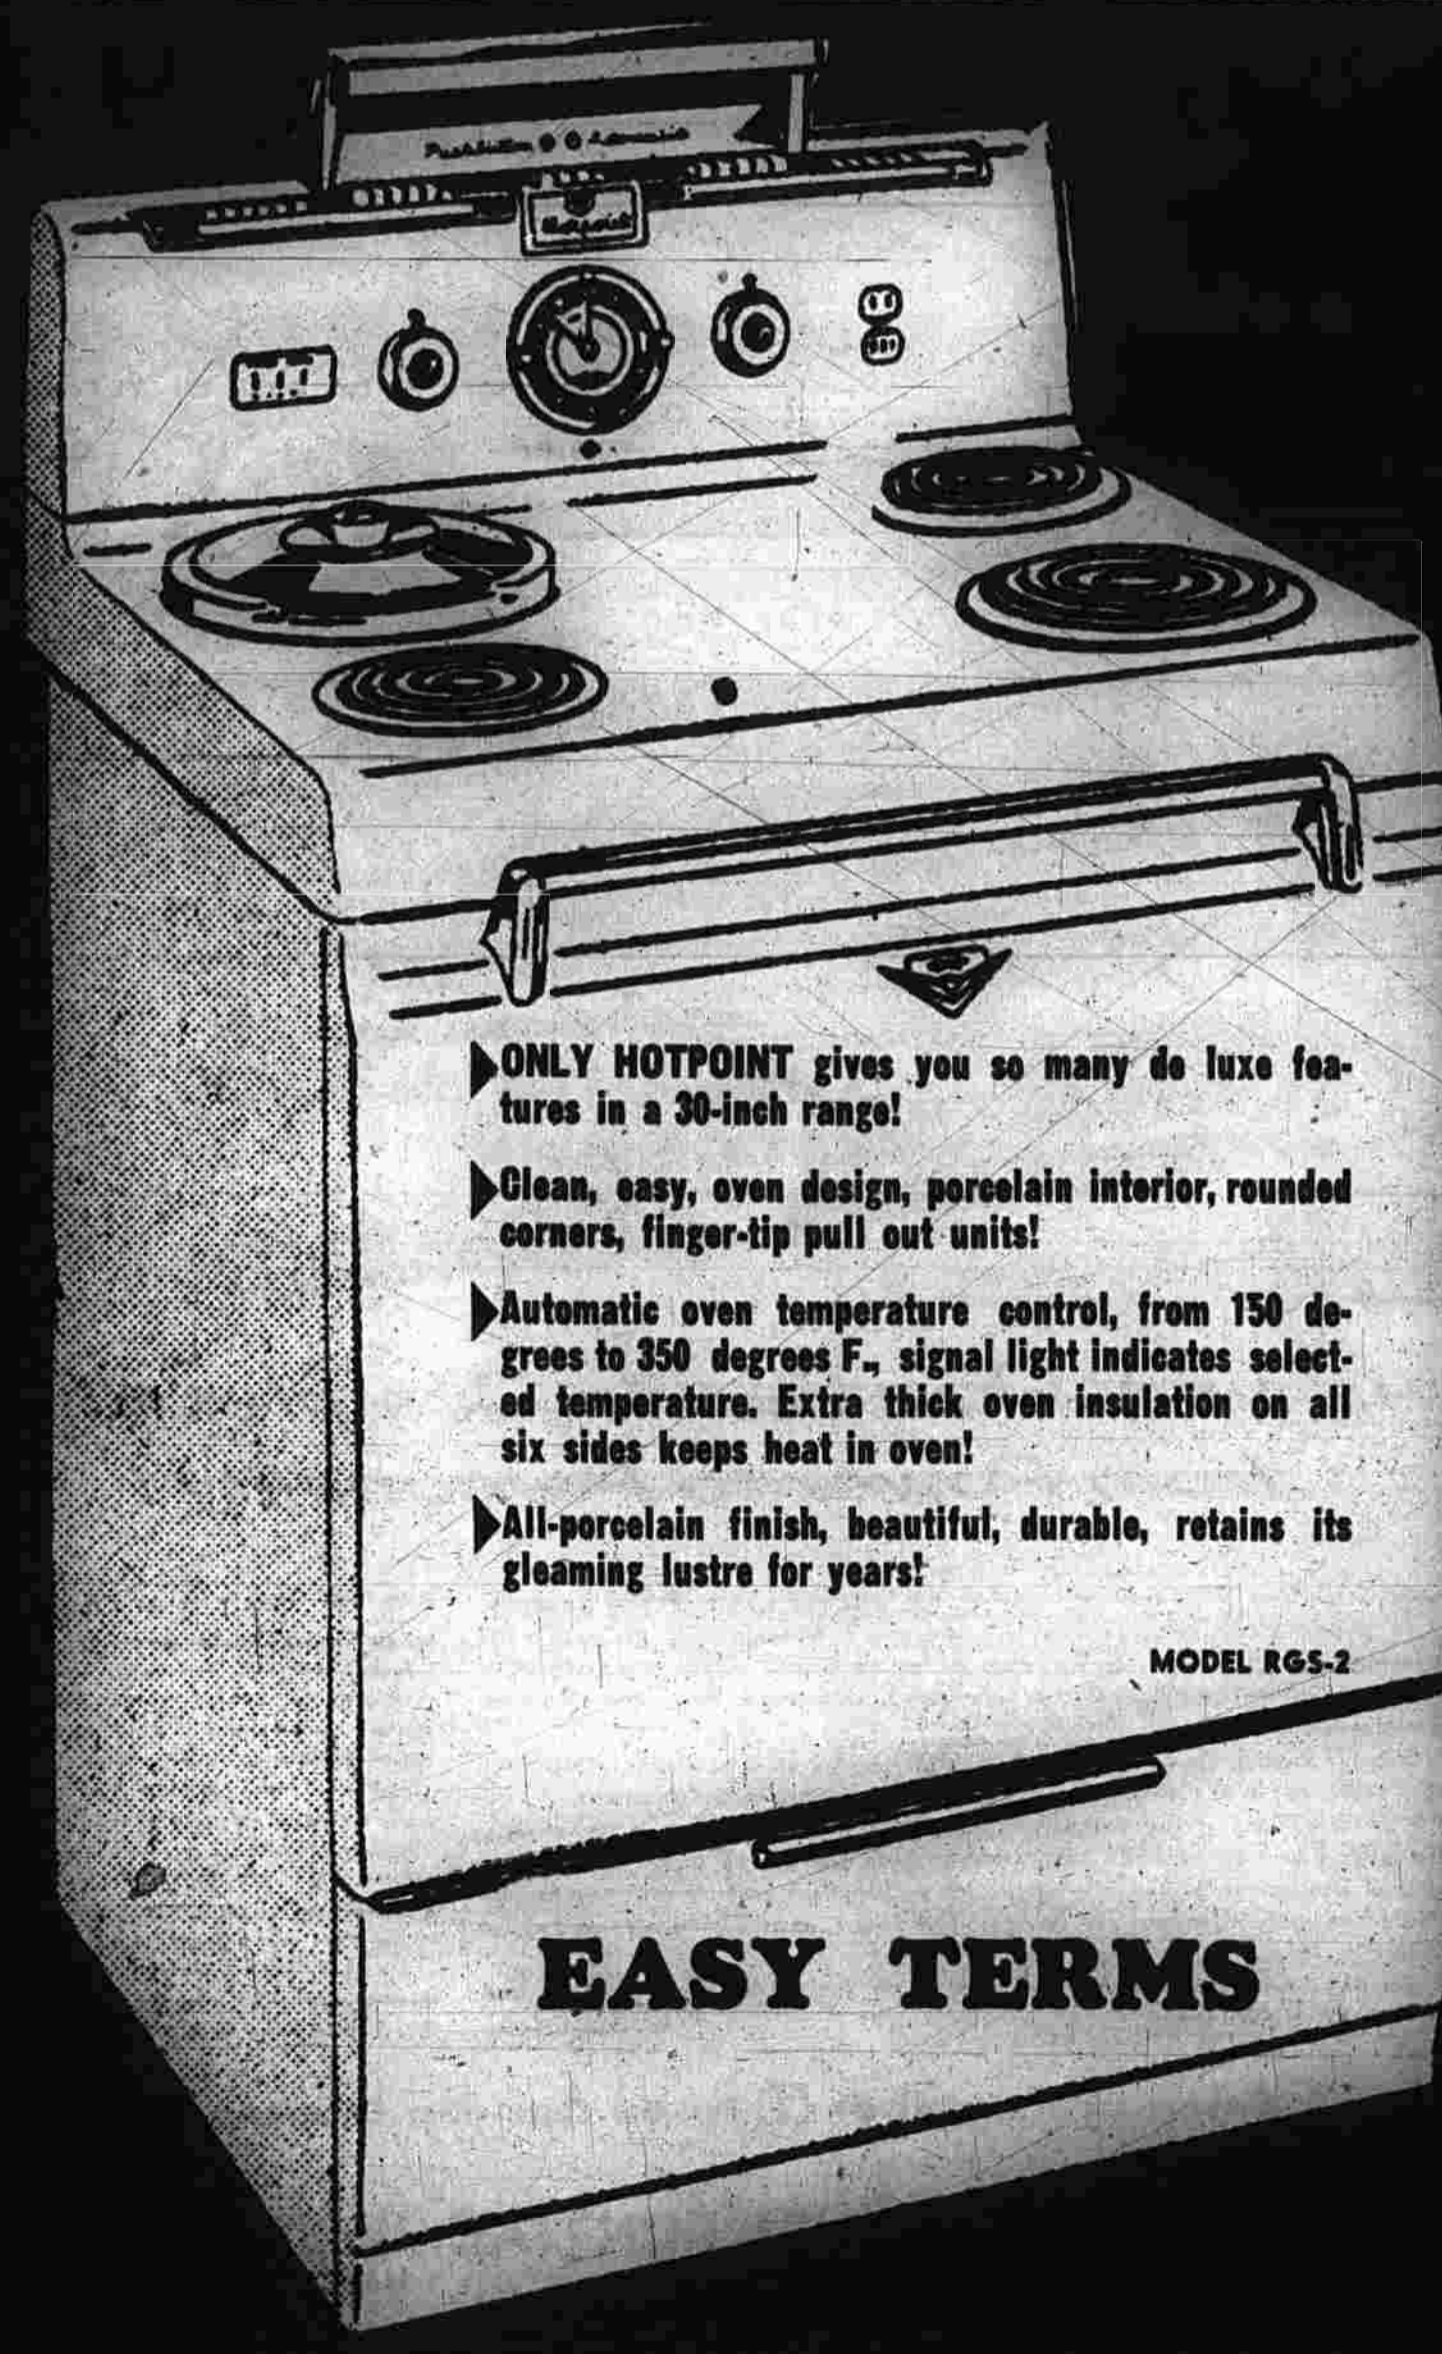 Pushbutton
Hotpoint
ONLY HOTPOINT gives you so many de luxe fea-
tures in a 30-inch range!
Clean, easy, oven design, porcelain interior, rounded
corners, finger-tip pull out units!
Automatic oven temperature control, from 150 de-
grees to 350 degrees F., signal light indicates select-
ed temperature. Extra thick oven insulation on all
six sides keeps heat in oven!
All-porcelain finish, beautiful, durable, retains its
gleaming lustre for years!
MODEL RGS-2
EASY TERMS